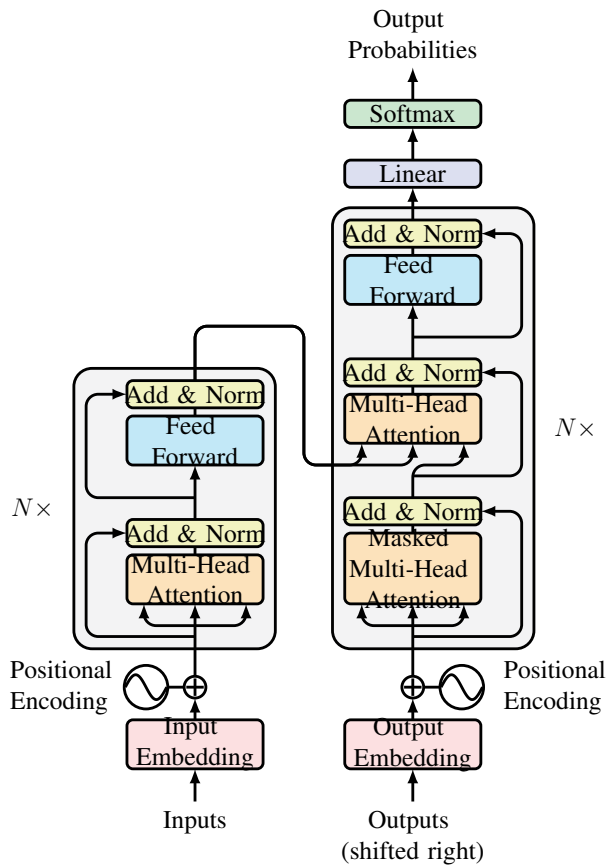 Output
Probabilities
Softmax
Linear
Add & Norm
Feed
Forward
Add & Norm
Multi-Head
Attention
N×
Add & Norm
Masked
Multi-Head
Attention
Add & Norm
Feed
Forward
N×
Add & Norm
Multi-Head
Attention
Positional
Encoding
Positional
Encoding
Input
Embedding
Output
Embedding
Inputs
Outputs
(shifted right)